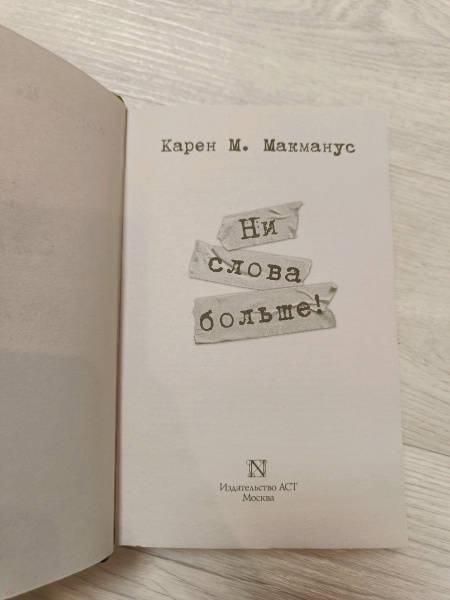 Карен М. Макманус
Ни
слова
больше!
N
Издательство АСТ
Москва